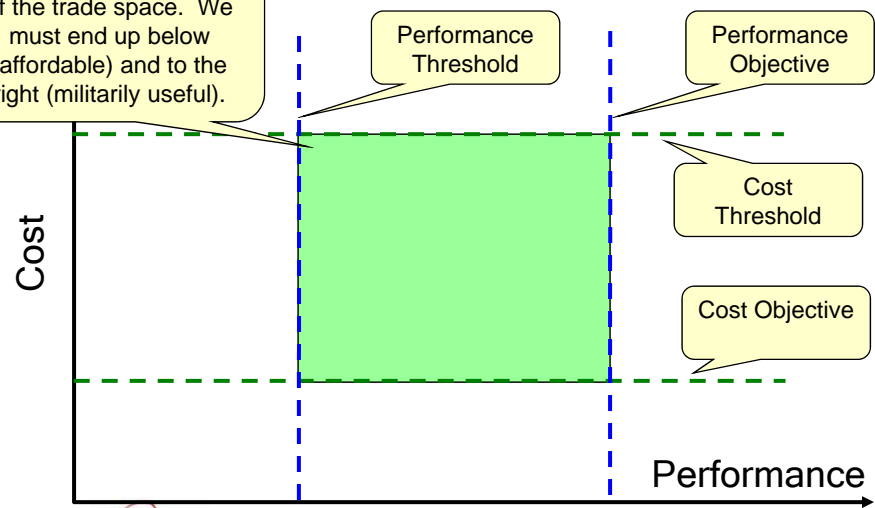 f the trade space. We
must end up below
affordable) and to the
ight (militarily useful).
Performance
Threshold
Performance
Objective
Cost
Threshold
Cost Objective
Cost
Performance